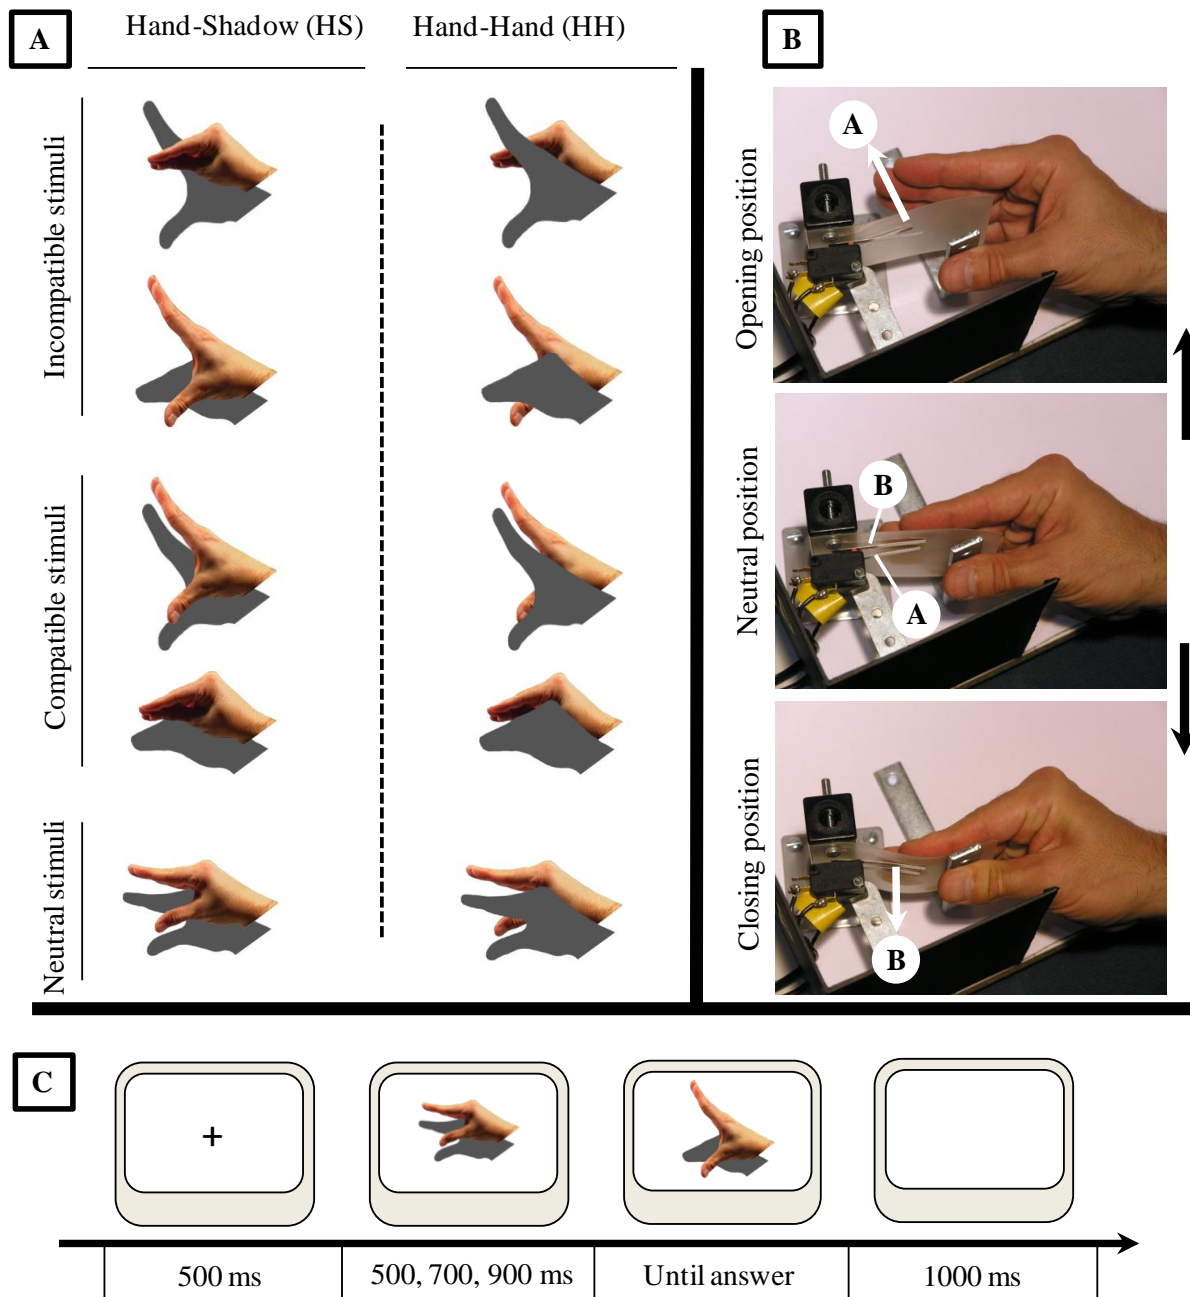 A
Hand-Shadow (HS)
Hand-Hand (HH)
Incompatible stimuli
Compatible stimuli
Neutral stimuli
B
Opening position
A
Neutral position
B
A
Closing position
B
C
+
500 ms
500, 700, 900 ms
Until answer
1000 ms